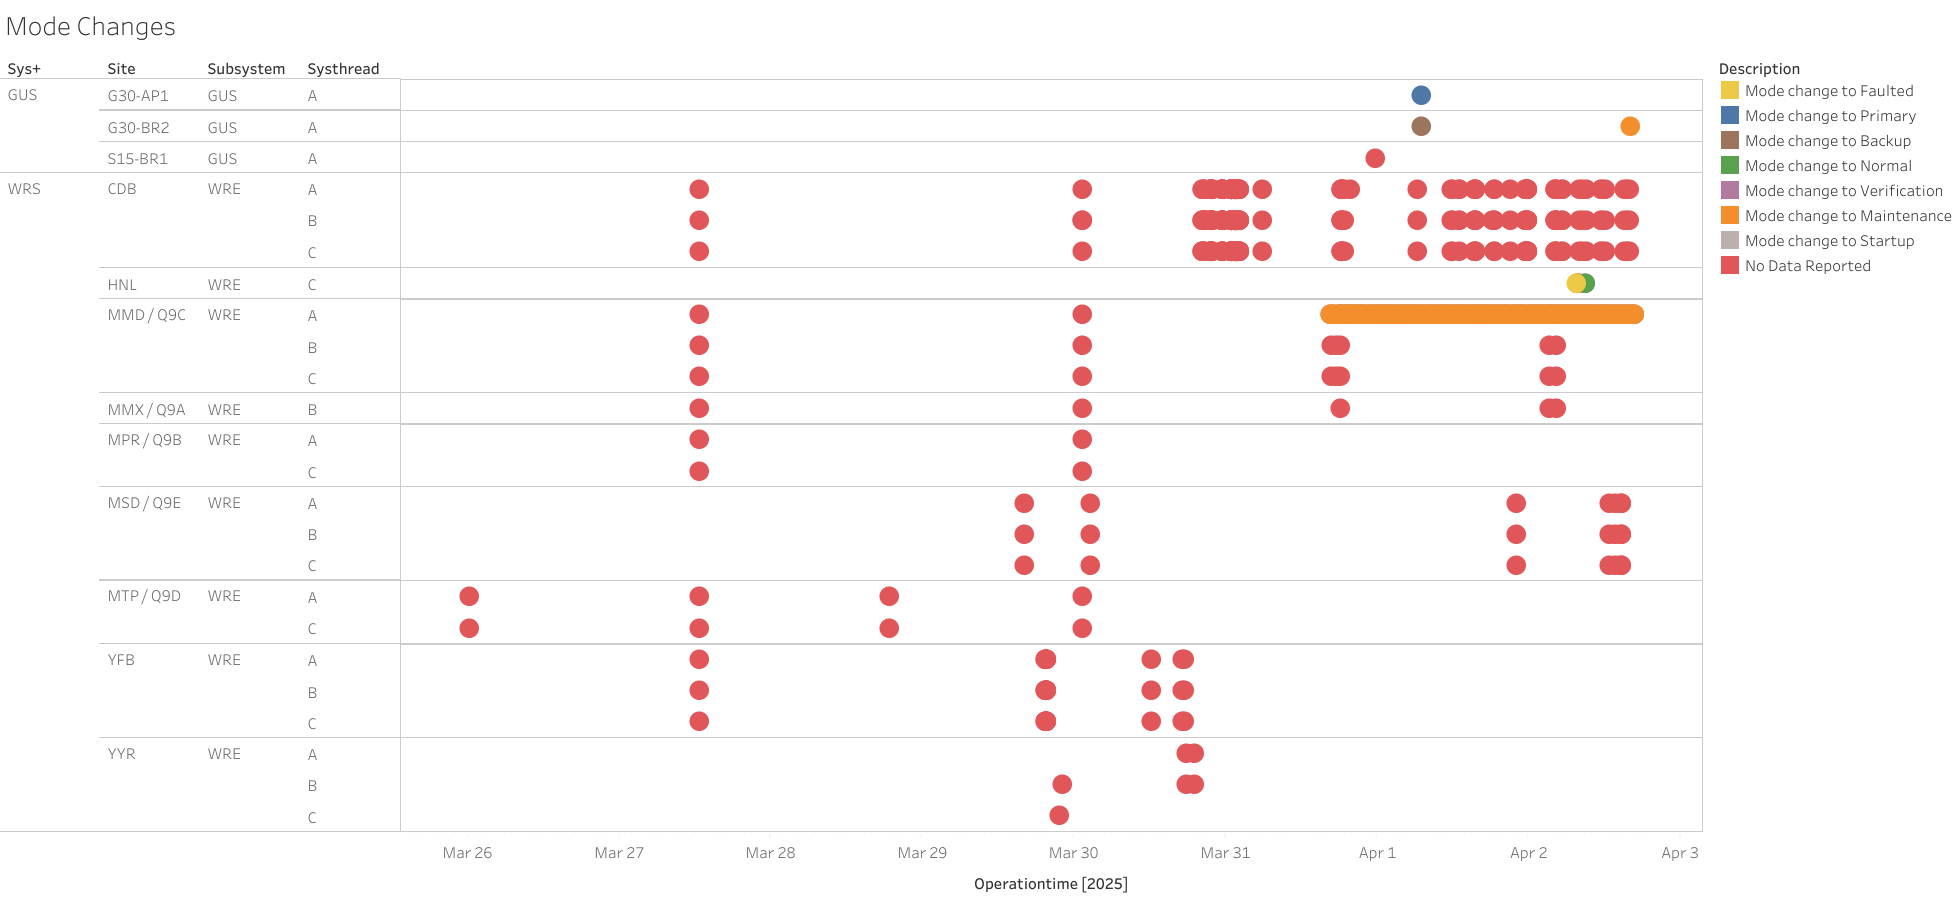 Mode Changes
Sys+ Site Subsystem Systhread Description
GUS G30-AP1 GUS A
G30-BR2 GUS A
S15-BR1 GUS A
WRS CDB WRE A
B
C
HNL WRE C
MMD / Q9C WRE A
B
C
MMX / Q9A WRE B
MPR / Q9B WRE A
C
MSD / Q9E WRE A
B
C
MTP / Q9D WRE A
C
YFB WRE A
B
C
YYR WRE A
B
C
Mar 26 Mar 27 Mar 28 Mar 29 Mar 30 Mar 31 Apr 1 Apr 2 Apr 3
Operationtime [2025]
Mode change to Faulted
Mode change to Primary
Mode change to Backup
Mode change to Normal
Mode change to Verification
Mode change to Maintenance
Mode change to Startup
No Data Reported